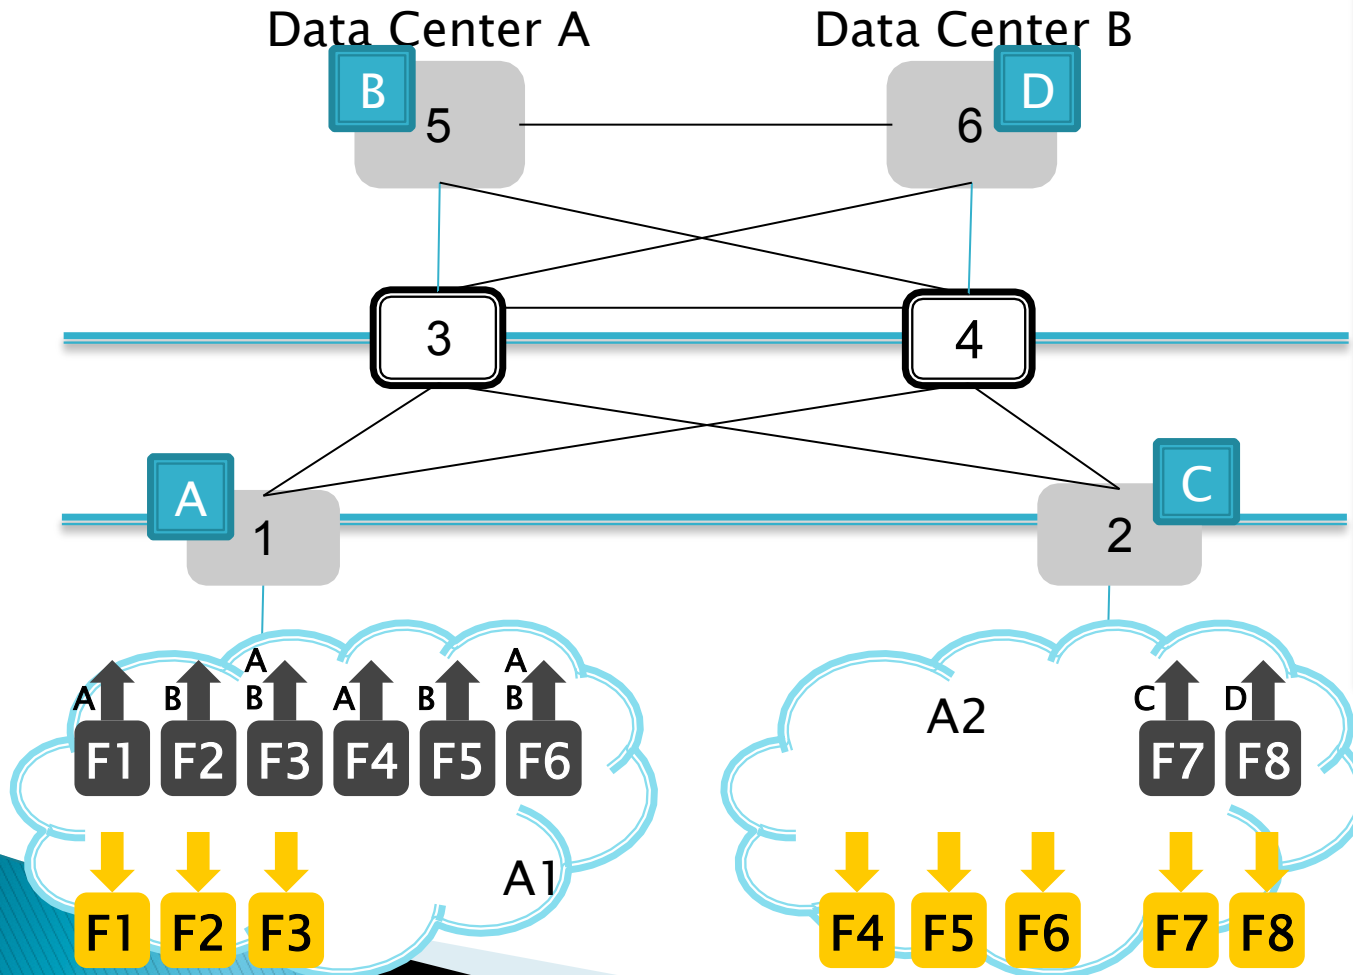 Data Center A
Data Center B
B
5
6
D
3
4
A
1
2
C
A
A
A B B A B B
C D
A2
F1 F2 F3 F4 F5 F6
F7 F8
A1
F1 F2 F3
F4 F5 F6 F7 F8